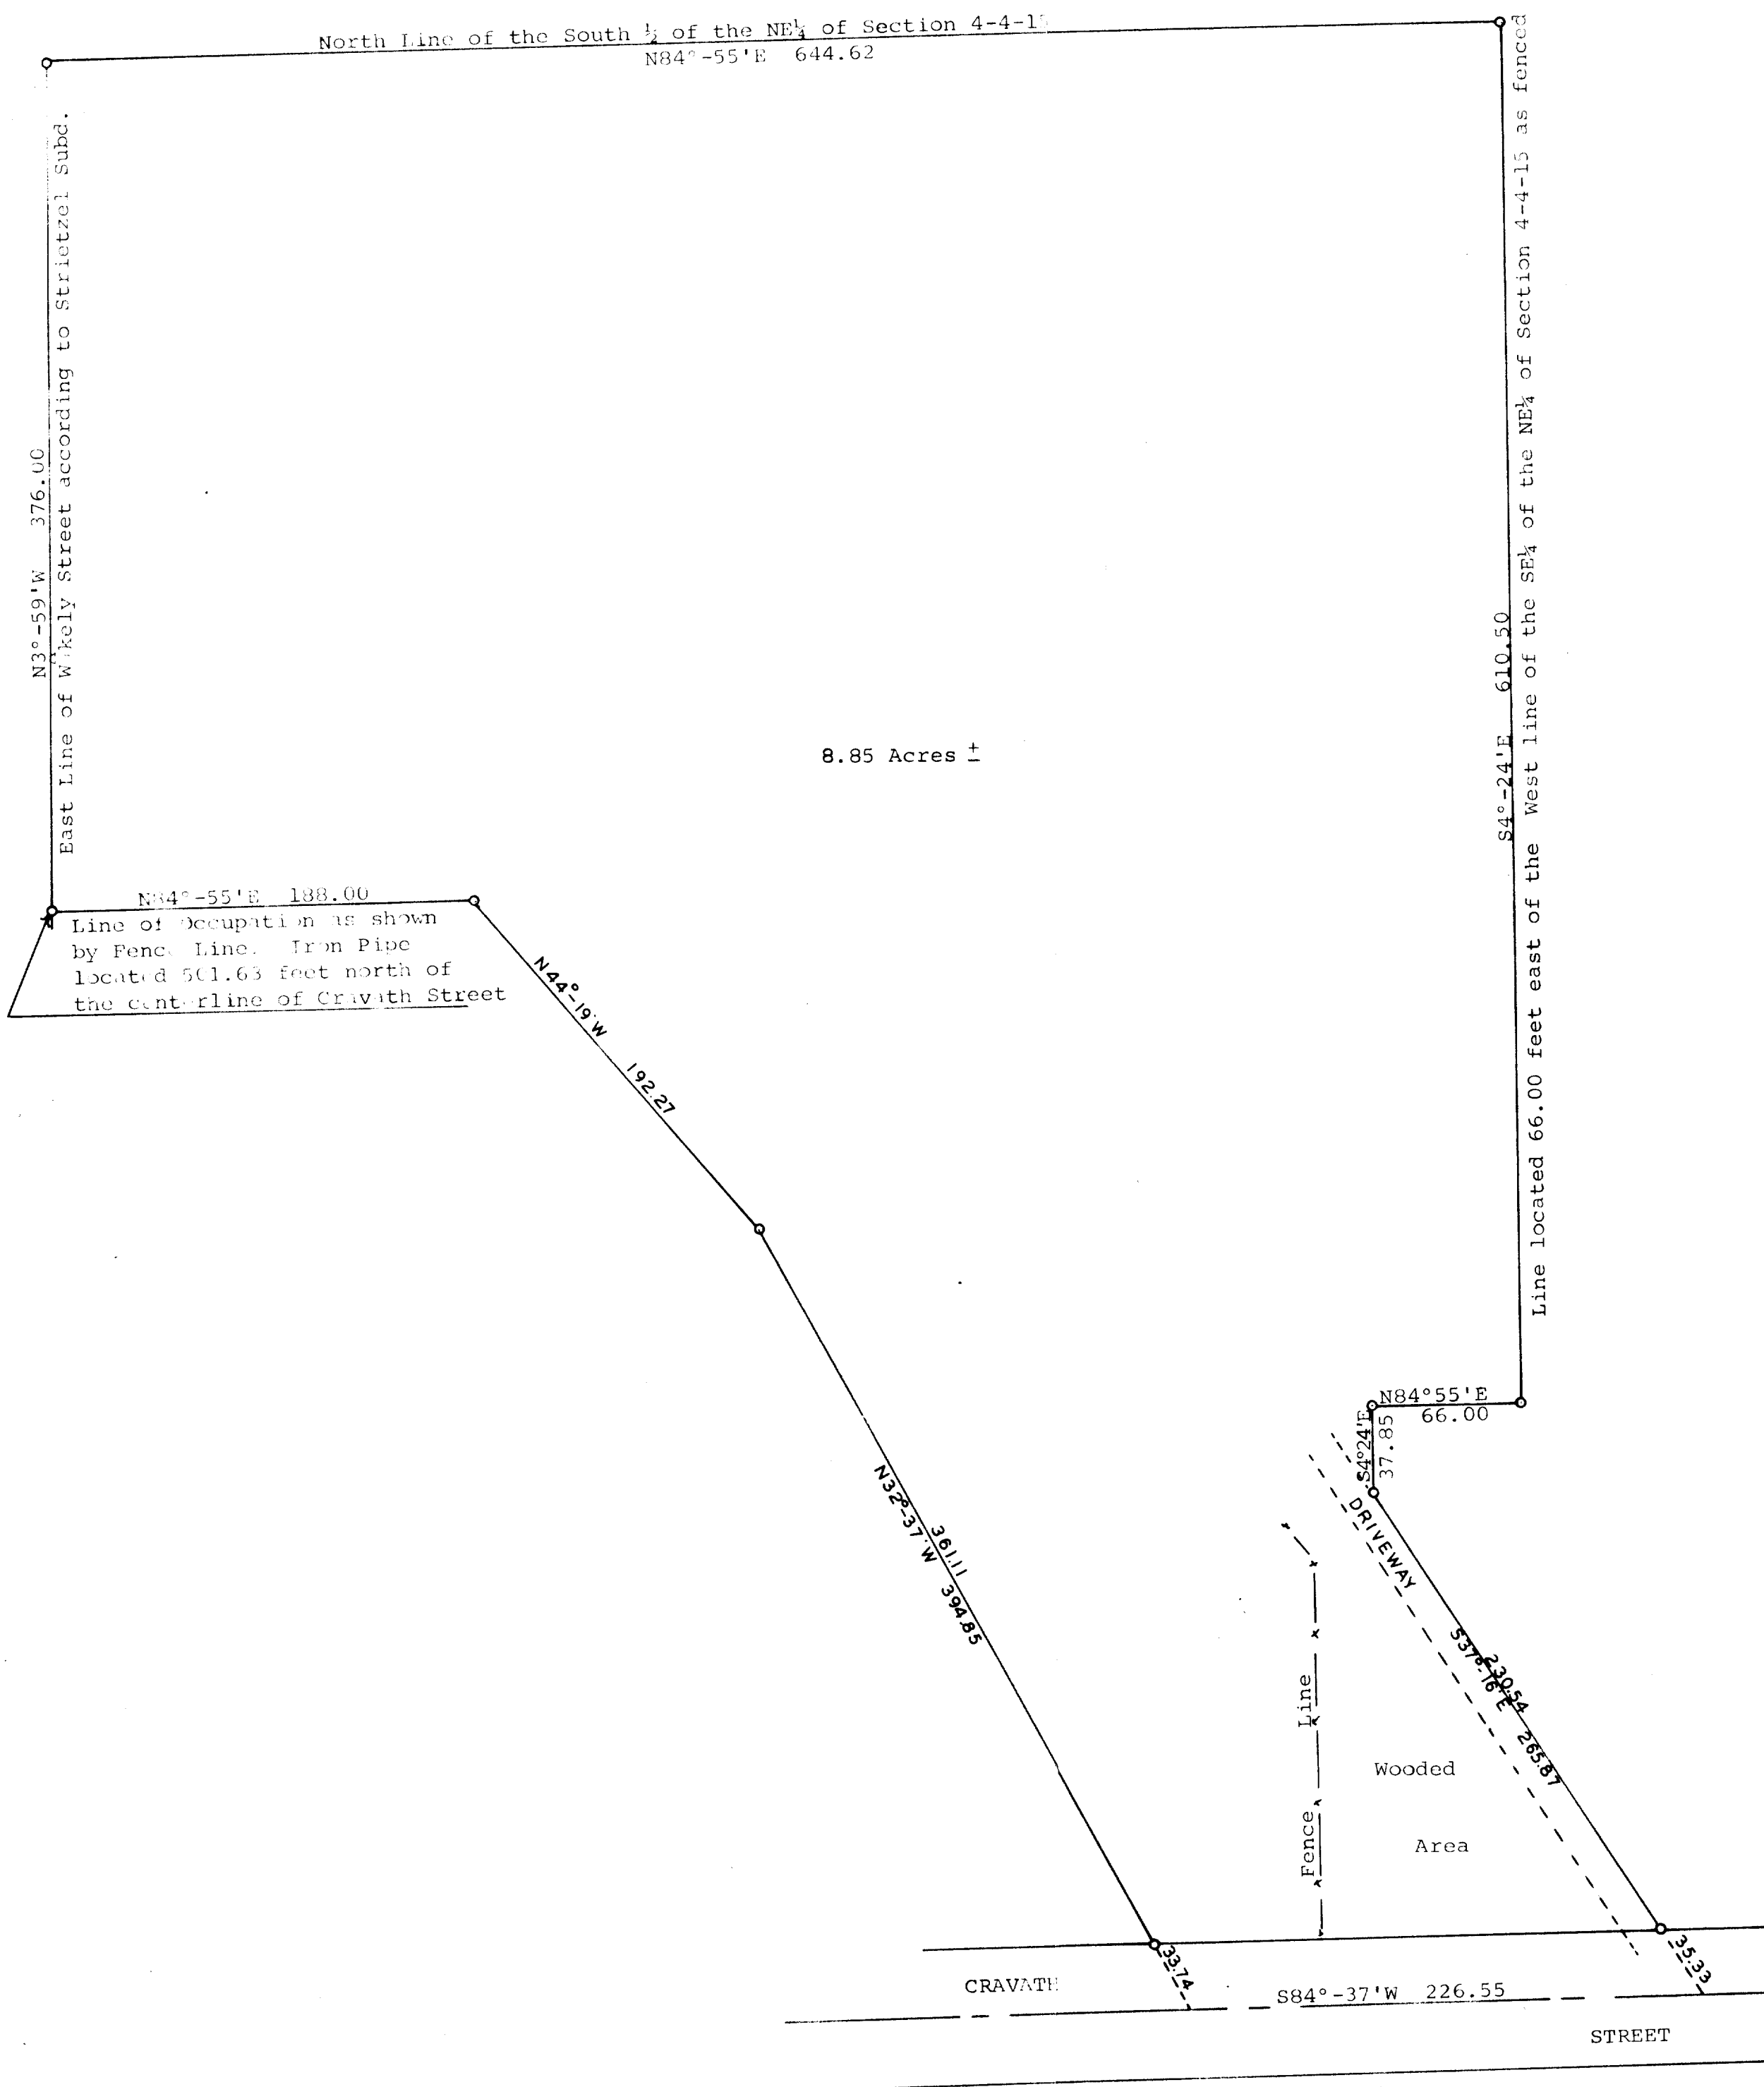 North Line of the South ½ of the NE¼ of Section 4-4-15
N84°-55'E 644.62
Line located 66.00 feet east of the West line of the SE¼ of the NE¼ of Section 4-4-15 as fenced
S4°-24'E 610.50
N3°-59'W 376.00
East Line of Wakely Street according to Strietzel Subd.
8.85 Acres ±
N84°-55'E 188.00
Line of Occupation as shown
by Fence Line. Iron Pipe
located 501.63 feet north of
the centerline of Cravath Street
N44°-19'W 192.27
N84°55'E
66.00
S4°24'E
37.85
DRIVEWAY
N32°-37'W 394.85
361.11
S37°-16'E 265.87
230.54
Fence Line
Wooded
Area
33.74
35.33
CRAVATH
S84°-37'W 226.55
STREET